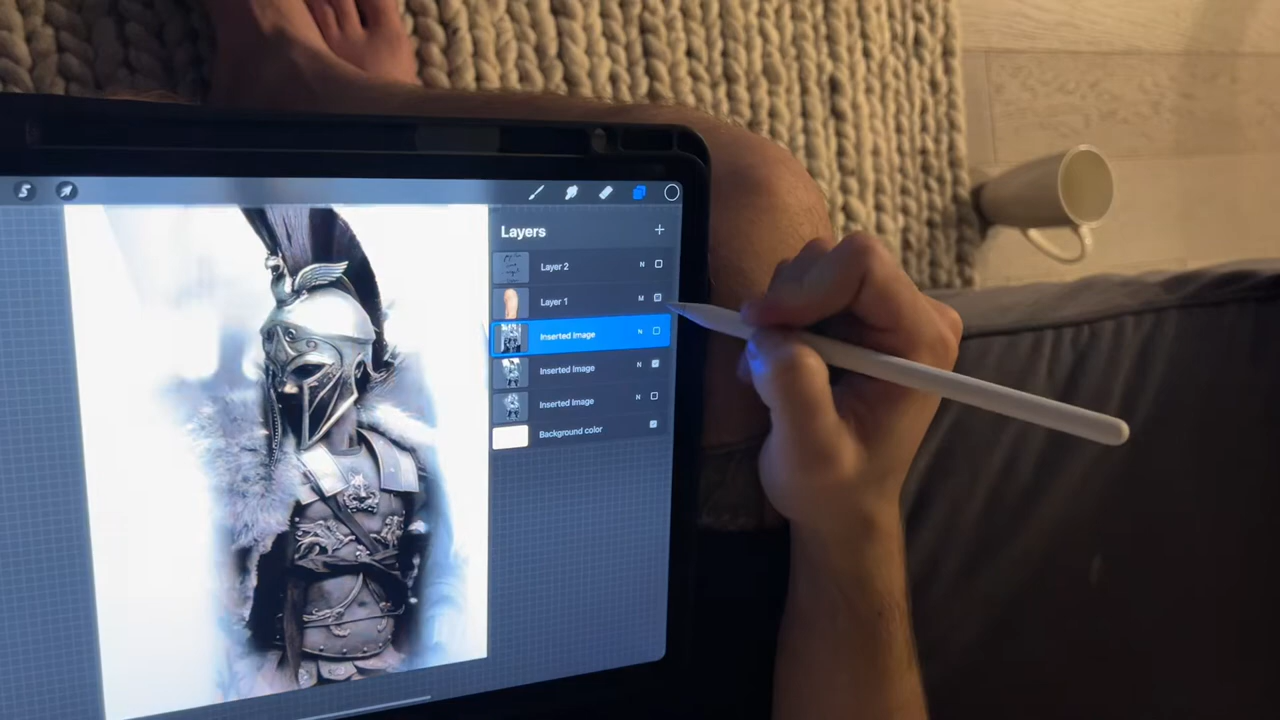 Layers
Layer 2 N
Layer 1 M
Inserted Image N
Inserted Image N
Inserted Image N
Background color